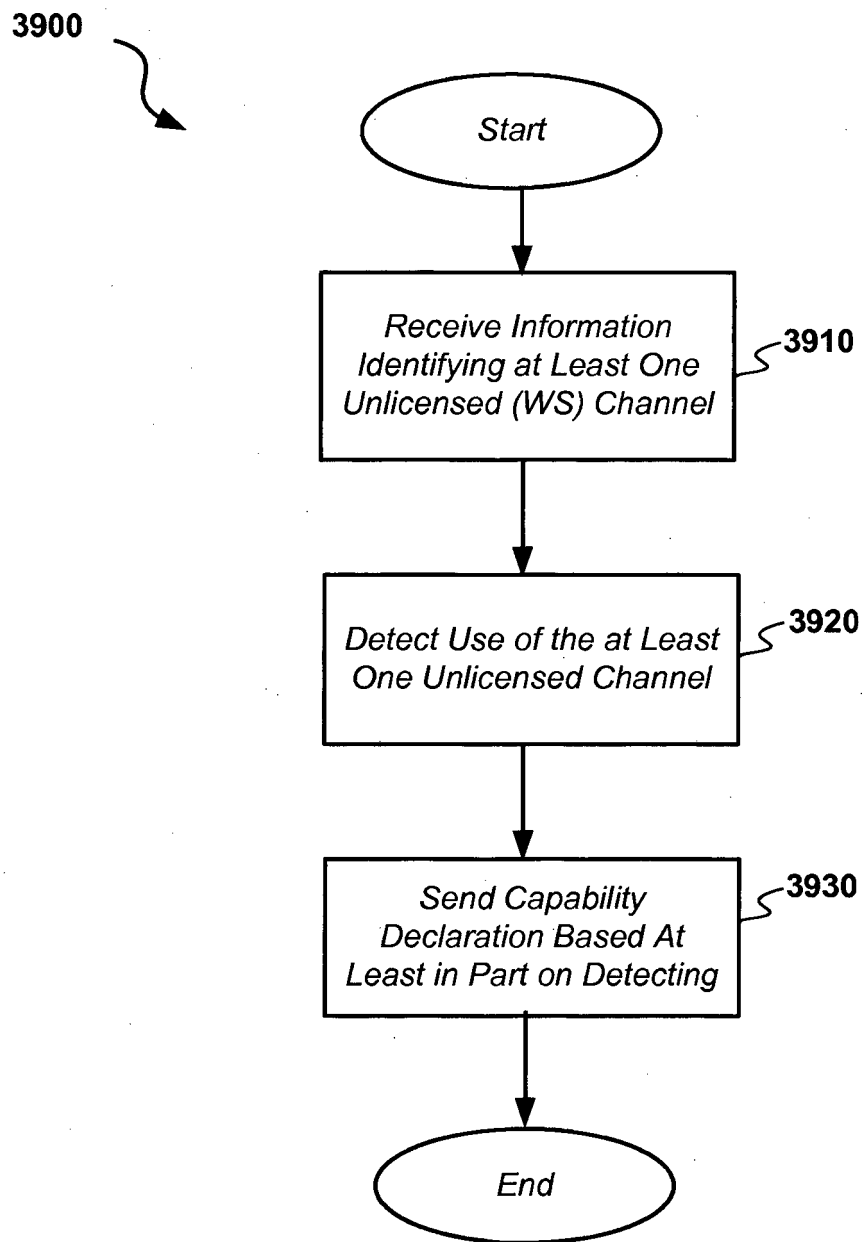 3900
Start
Receive Information
Identifying at Least One
Unlicensed (WS) Channel
3910
Detect Use of the at Least
One Unlicensed Channel
3920
Send Capability
Declaration Based At
Least in Part on Detecting
3930
End